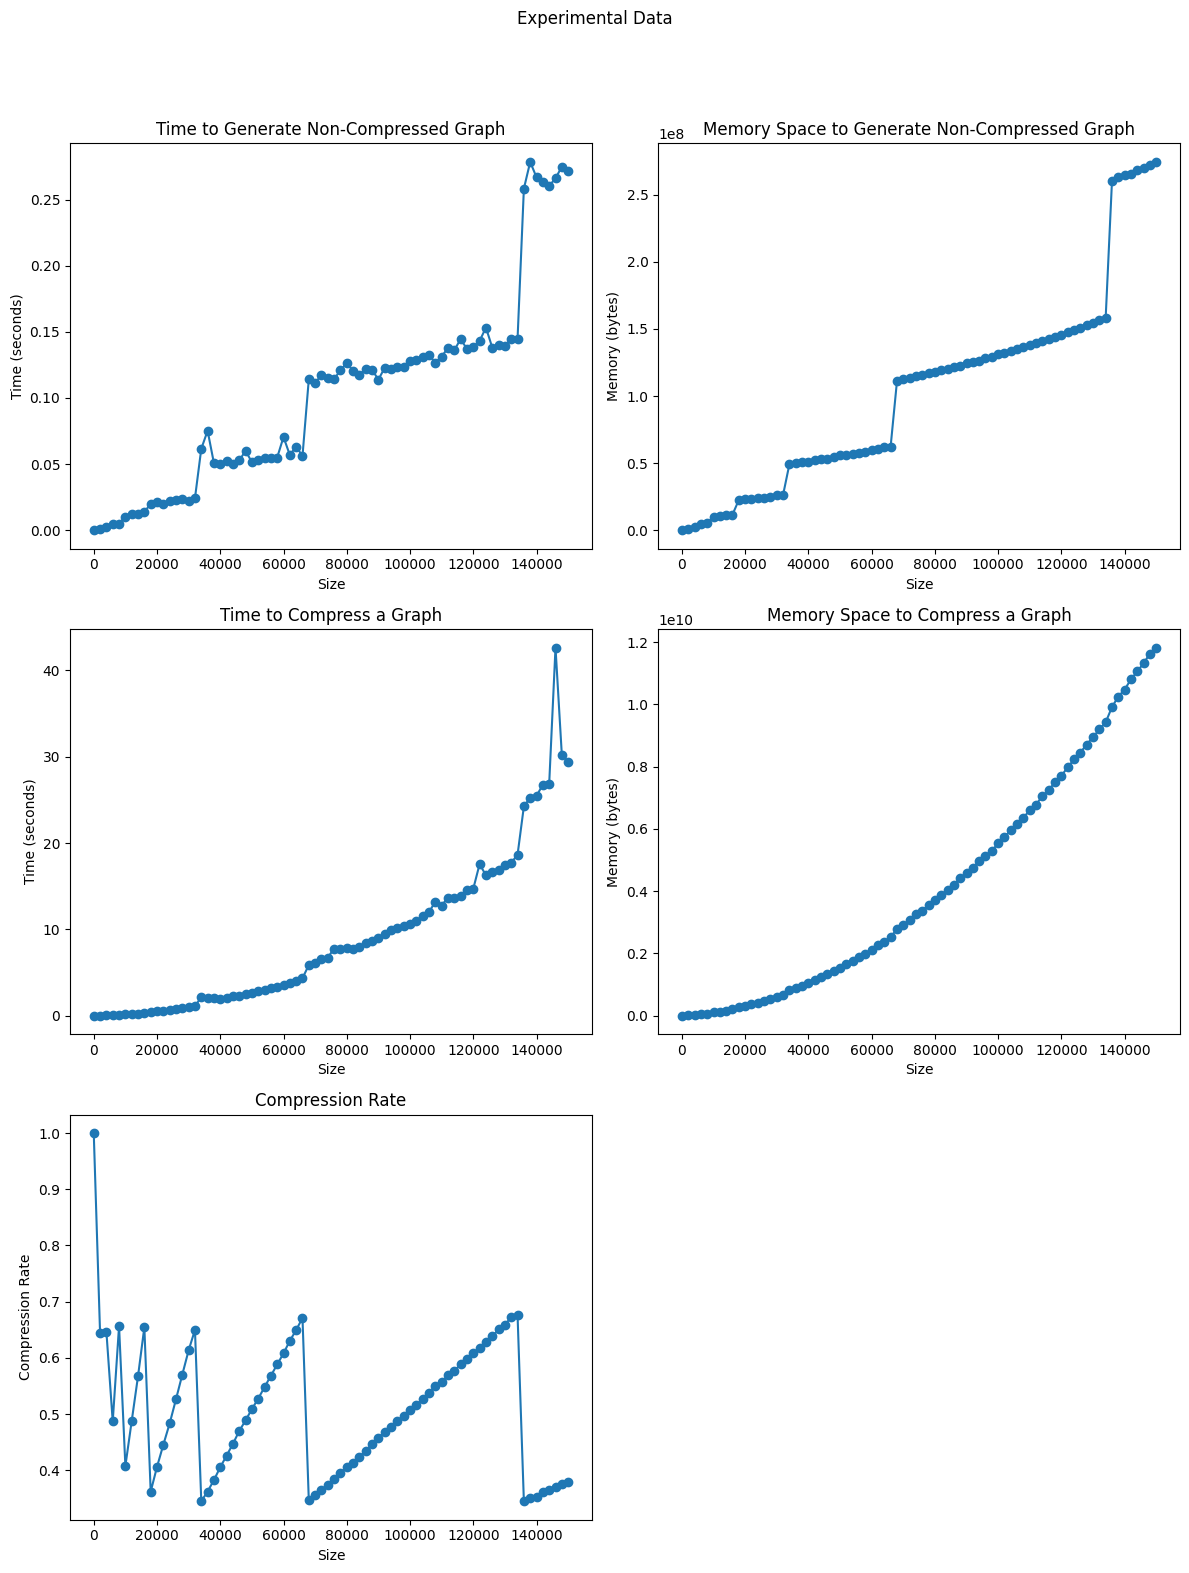 Experimental Data
Time to Generate Non-Compressed Graph
Time (seconds)
0.25
0.20
0.15
0.10
0.05
0.00
0 20000 40000 60000 80000 100000 120000 140000
Size
Memory Space to Generate Non-Compressed Graph
1e8
Memory (bytes)
2.5
2.0
1.5
1.0
0.5
0.0
0 20000 40000 60000 80000 100000 120000 140000
Size
Time to Compress a Graph
Time (seconds)
40
30
20
10
0
0 20000 40000 60000 80000 100000 120000 140000
Size
Memory Space to Compress a Graph
1e10
Memory (bytes)
1.2
1.0
0.8
0.6
0.4
0.2
0.0
0 20000 40000 60000 80000 100000 120000 140000
Size
Compression Rate
Compression Rate
1.0
0.9
0.8
0.7
0.6
0.5
0.4
0 20000 40000 60000 80000 100000 120000 140000
Size